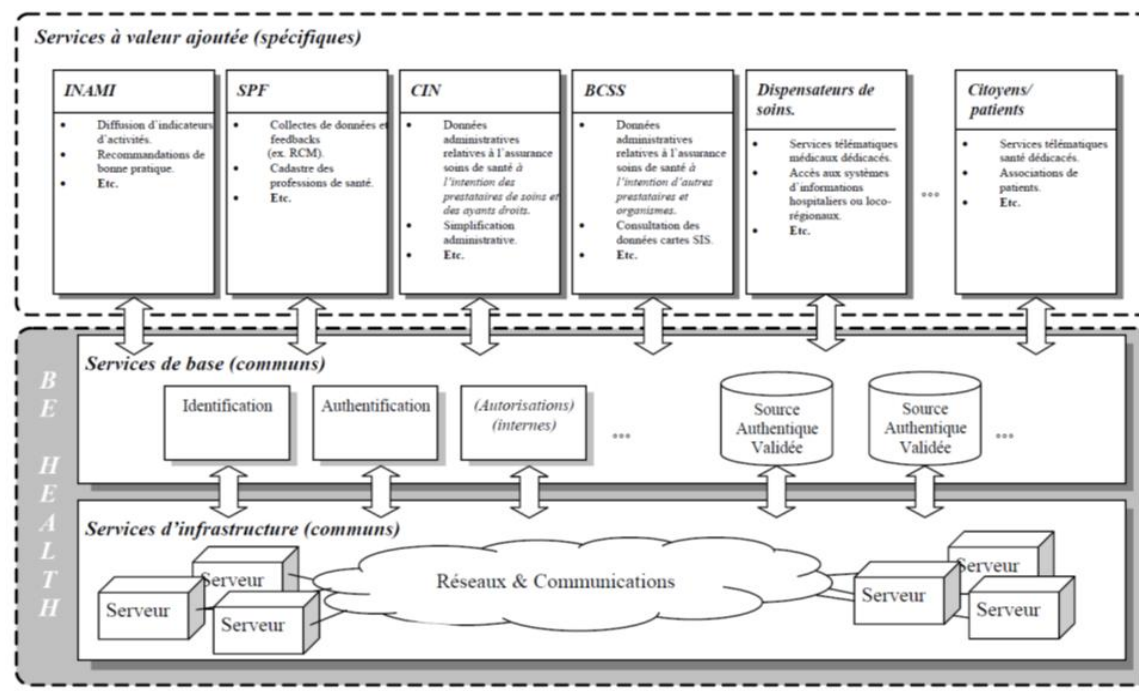 Services à valeur ajoutée (spécifiques)
INAMI
• Diffusion d'indicateurs
d'activités.
• Recommandations de
bonne pratique.
• Etc.
SPF
• Collectes de données et
feedbacks
(ex. RCM).
• Cadastre des
professions de santé.
• Etc.
CIN
• Données
administratives
relatives à l'assurance
soins de santé à
l'intention des
prestataires de soins et
des ayants droits.
• Simplification
administrative.
• Etc.
BCSS
• Données
administratives
relatives à l'assurance
soins de santé à
l'intention d'autres
prestataires et
organismes.
• Consultation des
données cartes SIS.
• Etc.
Dispensateurs de
soins.
• Services télématiques
médicaux dédicacés.
• Accès aux systèmes
d'informations
hospitaliers ou loco-
régionaux.
• Etc.
...
Citoyens/
patients
• Services télématiques
santé dédicacés.
• Associations de
patients.
• Etc.
BE HEALTH
Services de base (communs)
Identification
Authentification
(Autorisations)
(internes)
...
Source
Authentique
Validée
Source
Authentique
Validée
...
Services d'infrastructure (communs)
Serveur
Serveur
Serveur
Réseaux & Communications
Serveur
Serveur
Serveur